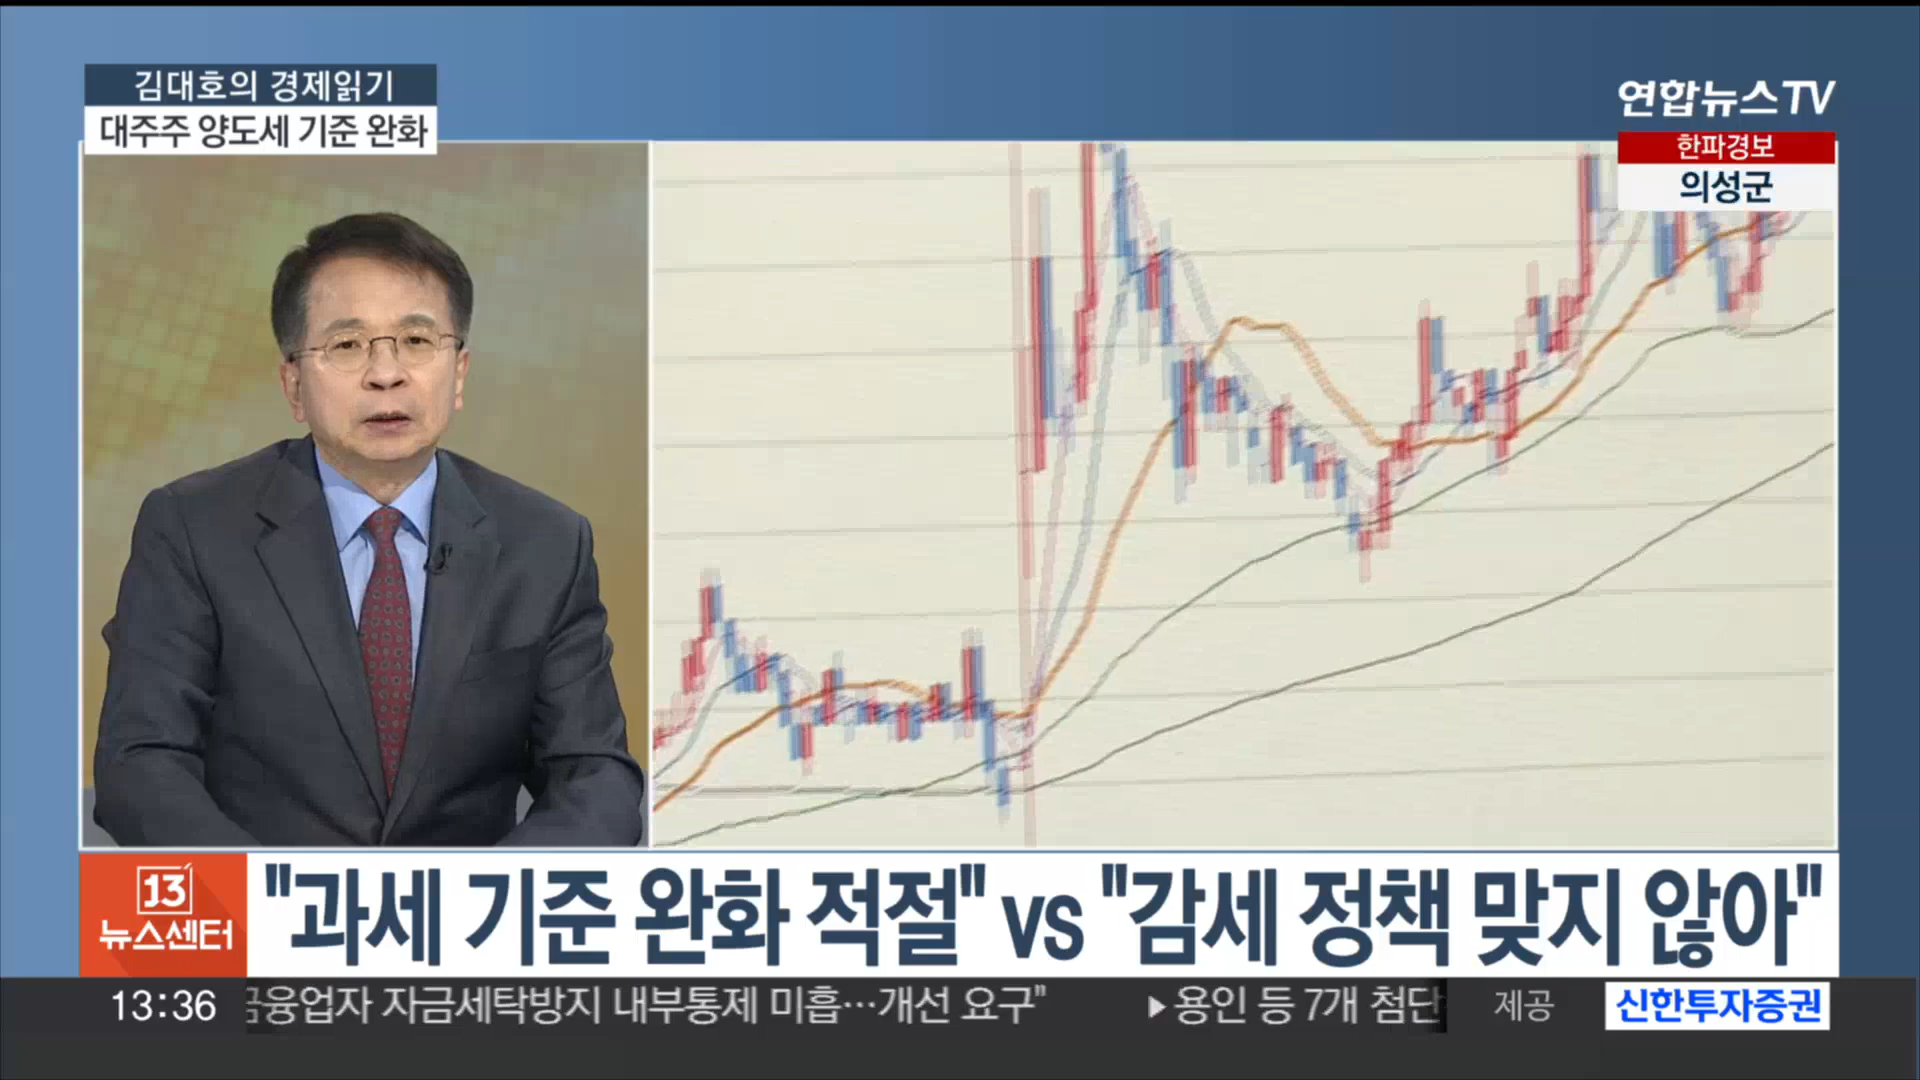 김대호의 경제읽기
대주주 양도세 기준 완화
연합뉴스TV
한파경보
의성군
13
뉴스센터
"과세 기준 완화 적절" vs "감세 정책 맞지 않아"
13:36
금융업자 자금세탁방지 내부통제 미흡…개선 요구" ▶용인 등 7개 첨단
제공
신한투자증권